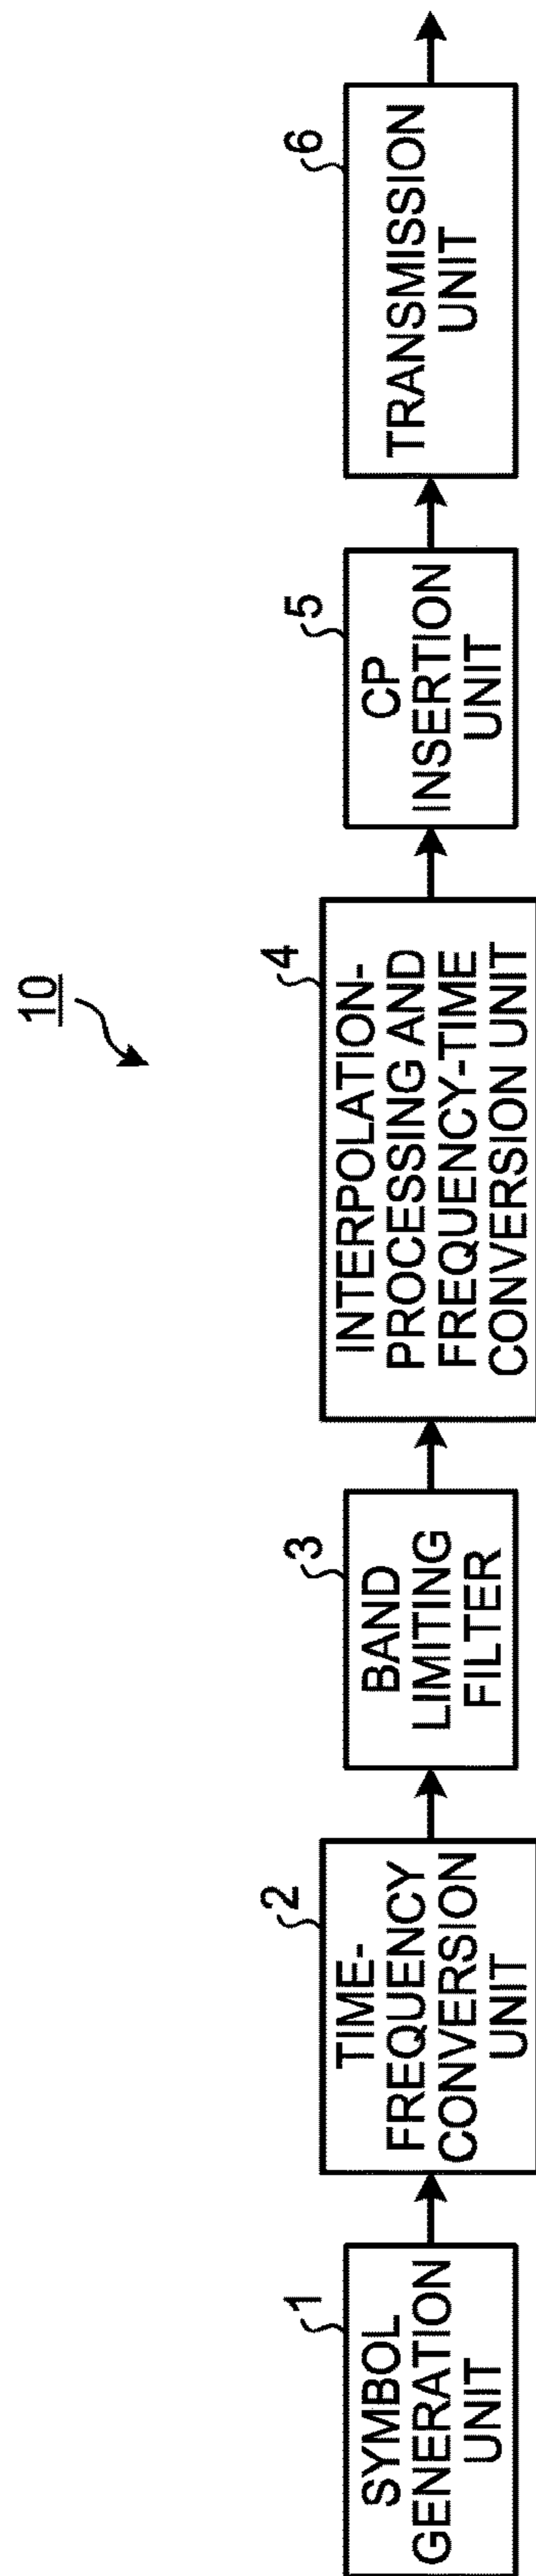 10
1
SYMBOL
GENERATION
UNIT
2
TIME-
FREQUENCY
CONVERSION
UNIT
3
BAND
LIMITING
FILTER
4
INTERPOLATION-
PROCESSING AND
FREQUENCY-TIME
CONVERSION UNIT
5
CP
INSERTION
UNIT
6
TRANSMISSION
UNIT